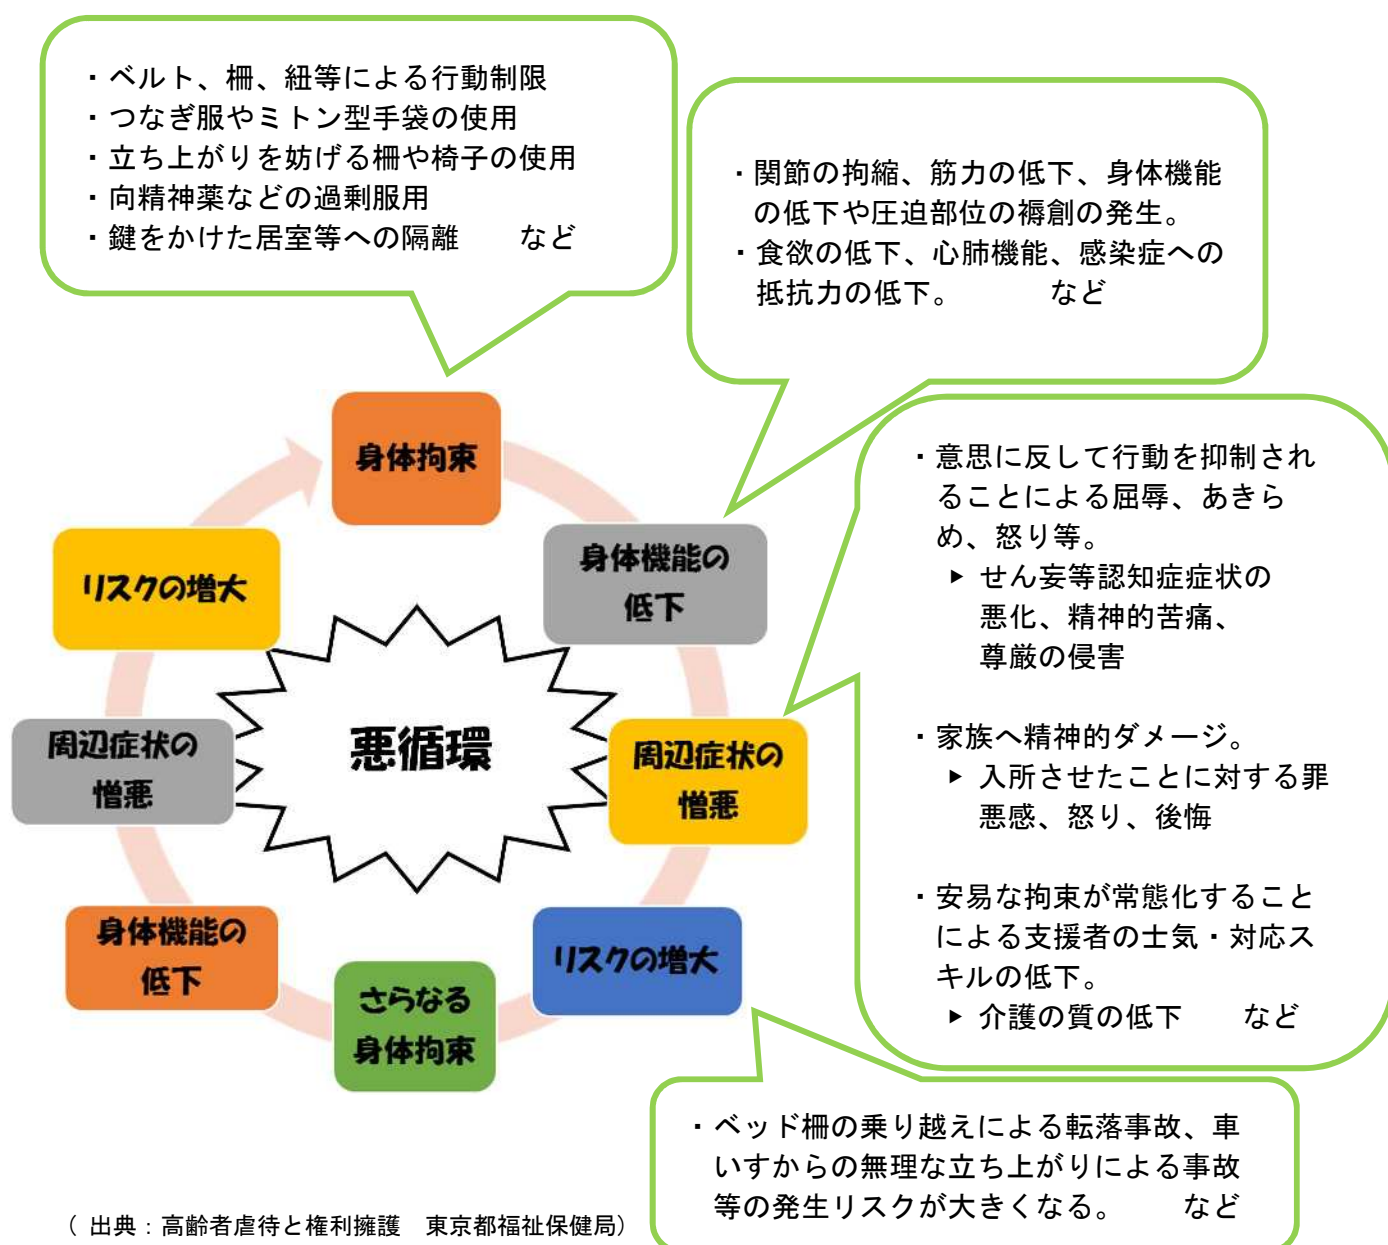 ・ベルト、柵、紐等による行動制限
・つなぎ服やミトン型手袋の使用
・立ち上がりを妨げる柵や椅子の使用
・向精神薬などの過剰服用
・鍵をかけた居室等への隔離　　など
・関節の拘縮、筋力の低下、身体機能
の低下や圧迫部位の褥創の発生。
・食欲の低下、心肺機能、感染症への
抵抗力の低下。　　　　など
身体拘束
身体機能の
低下
周辺症状の
憎悪
リスクの増大
さらなる
身体拘束
身体機能の
低下
周辺症状の
憎悪
リスクの増大
悪循環
・意思に反して行動を抑制され
ることによる屈辱、あきら
め、怒り等。
▶ せん妄等認知症症状の
悪化、精神的苦痛、
尊厳の侵害
・家族へ精神的ダメージ。
▶ 入所させたことに対する罪
悪感、怒り、後悔
・安易な拘束が常態化すること
による支援者の士気・対応ス
キルの低下。
▶ 介護の質の低下　　など
・ベッド柵の乗り越えによる転落事故、車
いすからの無理な立ち上がりによる事故
等の発生リスクが大きくなる。　　など
（ 出典：高齢者虐待と権利擁護　東京都福祉保健局）